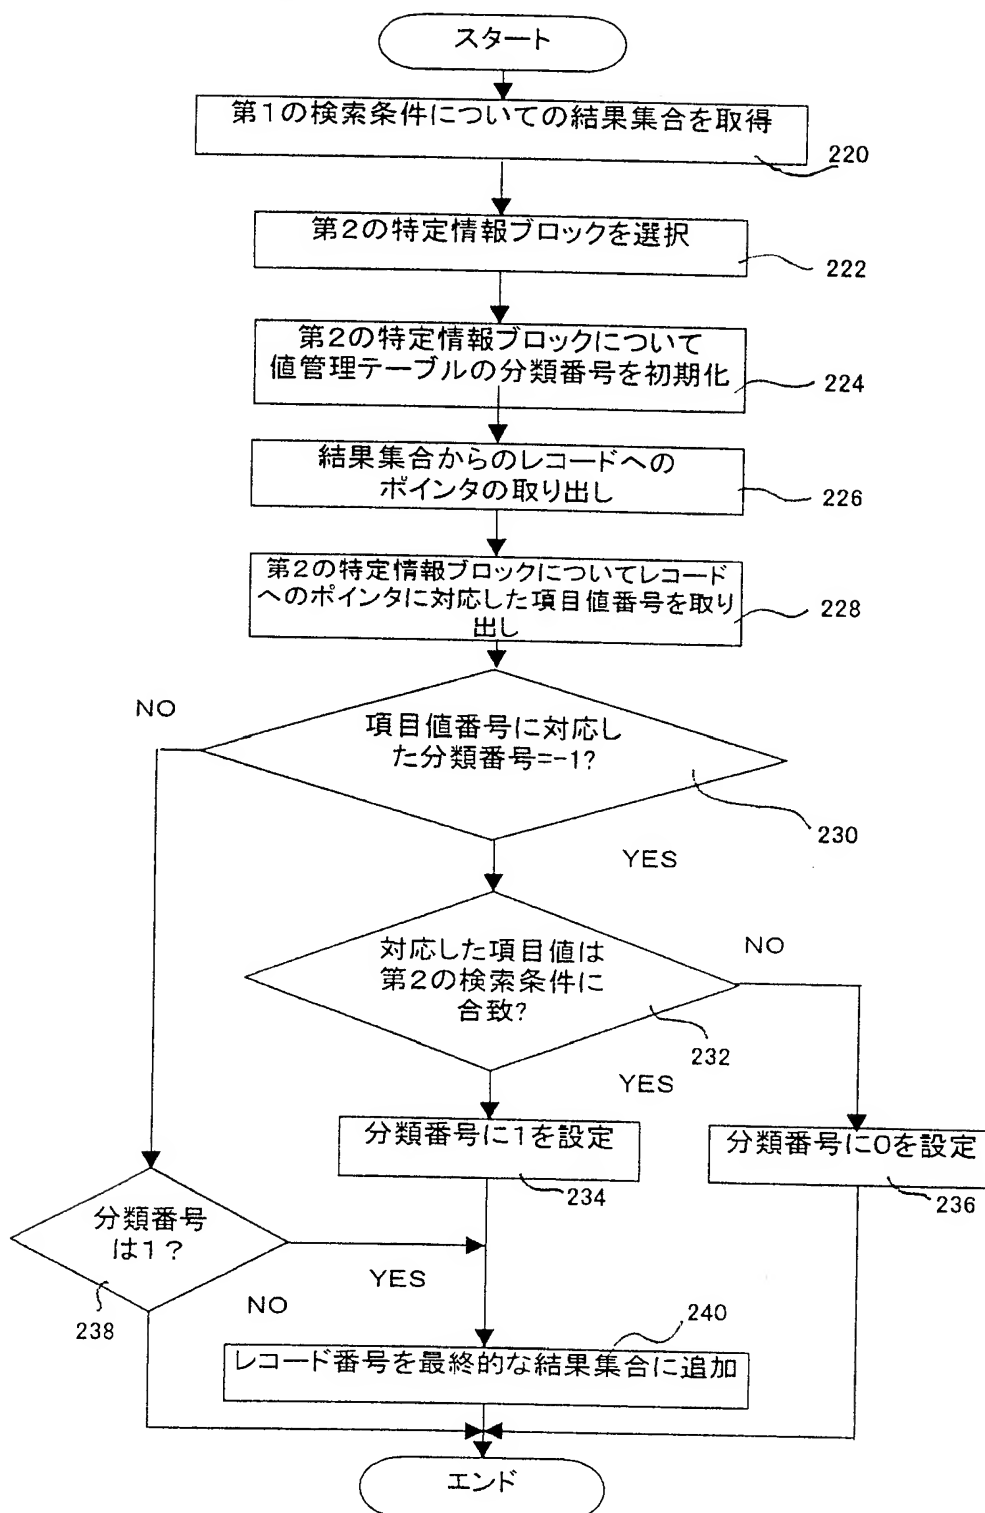 スタート
第1の検索条件についての結果集合を取得
220
第2の特定情報ブロックを選択
222
第2の特定情報ブロックについて
値管理テーブルの分類番号を初期化
224
結果集合からのレコードへの
ポインタの取り出し
226
第2の特定情報ブロックについてレコード
へのポインタに対応した項目値番号を取り
出し
228
NO
項目値番号に対応し
た分類番号=-1?
230
YES
対応した項目値は
第2の検索条件に
合致?
NO
232
YES
分類番号に1を設定
234
分類番号に0を設定
236
分類番号
は1?
YES
238
NO
240
レコード番号を最終的な結果集合に追加
エンド